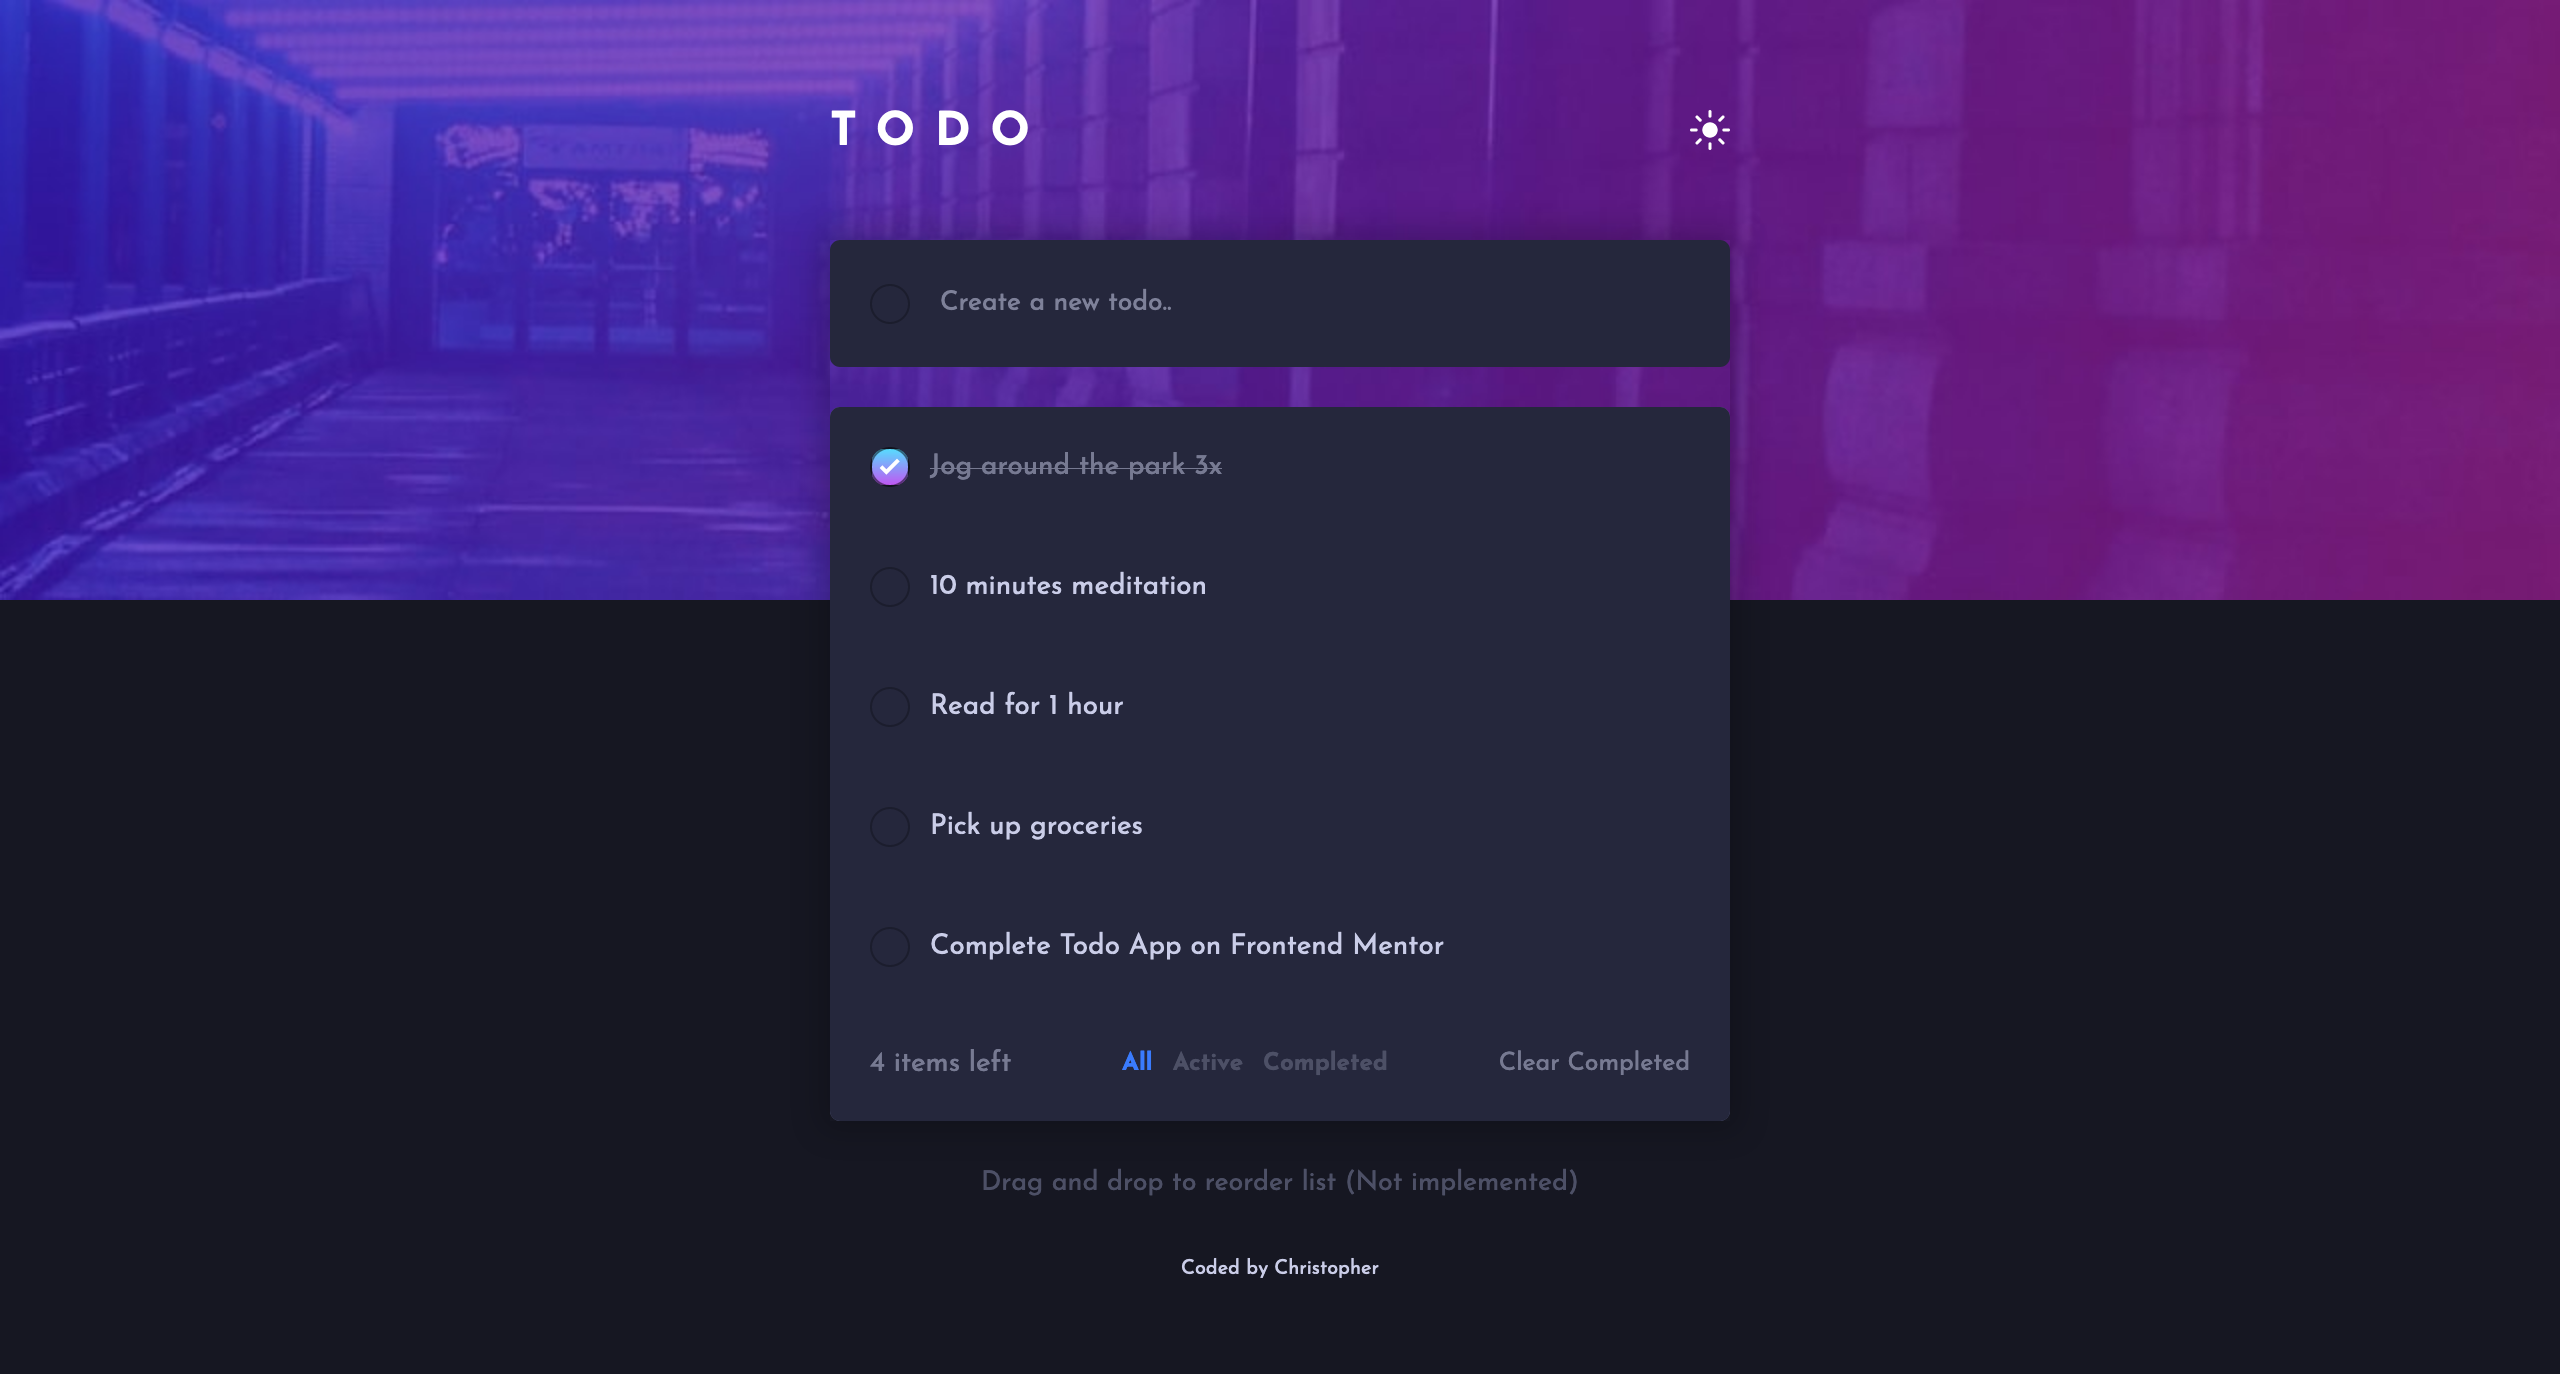 TODO
Create a new todo..
Jog around the park 3x
10 minutes meditation
Read for 1 hour
Pick up groceries
Complete Todo App on Frontend Mentor
4 items left All Active Completed Clear Completed
Drag and drop to reorder list (Not implemented)
Coded by Christopher